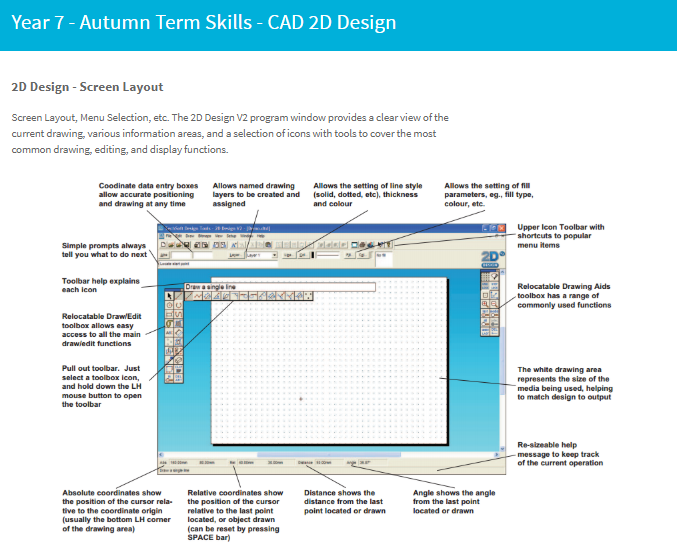 Year 7 - Autumn Term Skills - CAD 2D Design
2D Design - Screen Layout
Screen Layout, Menu Selection, etc. The 2D Design V2 program window provides a clear view of the
current drawing, various information areas, and a selection of icons with tools to cover the most
common drawing, editing, and display functions.
Coodinate data entry boxes
allow accurate positioning
and drawing at any time
Allows named drawing
layers to be created and
assigned
Allows the setting of line style
(solid, dotted, etc), thickness
and colour
Allows the setting of fill
parameters, eg., fill type,
colour, etc.
Upper Icon Toolbar with
shortcuts to popular
menu items
Simple prompts always
tell you what to do next
Locate start point
2D
Toolbar help explains
each icon
Draw a single line
Relocatable Drawing Aids
toolbox has a range of
commonly used functions
Relocatable Draw/Edit
toolbox allows easy
access to all the main
draw/edit functions
Pull out toolbar. Just
select a toolbox icon,
and hold down the LH
mouse button to open
the toolbar
The white drawing area
represents the size of the
media being used, helping
to match design to output
Re-sizeable help
message to keep track
of the current operation
Draw a single line
Absolute coordinates show
the position of the cursor rela-
tive to the coordinate origin
(usually the bottom LH corner
of the drawing area)
Relative coordinates show
the position of the cursor
relative to the last point
located, or object drawn
(can be reset by pressing
SPACE bar)
Distance shows the
distance from the last
point located or drawn
Angle shows the angle
from the last point
located or drawn